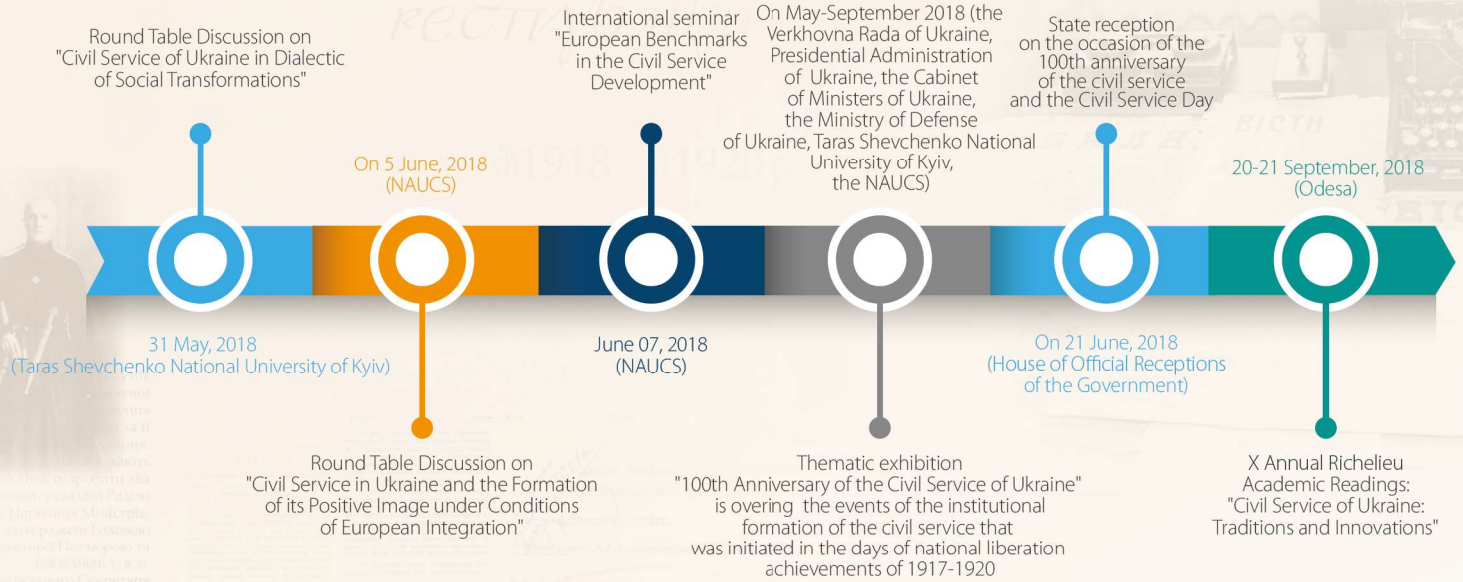 Round Table Discussion on
"Civil Service of Ukraine in Dialectic
of Social Transformations"
31 May, 2018
(Taras Shevchenko National University of Kyiv)
On 5 June, 2018
(NAUCS)
Round Table Discussion on
"Civil Service in Ukraine and the Formation
of its Positive Image under Conditions
of European Integration"
International seminar
"European Benchmarks
in the Civil Service
Development"
June 07, 2018
(NAUCS)
On May-September 2018 (the
Verkhovna Rada of Ukraine,
Presidential Administration
of Ukraine, the Cabinet
of Ministers of Ukraine,
the Ministry of Defense
of Ukraine, Taras Shevchenko National
University of Kyiv,
the NAUCS)
Thematic exhibition
"100th Anniversary of the Civil Service of Ukraine"
is overing the events of the institutional
formation of the civil service that
was initiated in the days of national liberation
achievements of 1917-1920
State reception
on the occasion of the
100th anniversary
of the civil service
and the Civil Service Day
On 21 June, 2018
(House of Official Receptions
of the Government)
20-21 September, 2018
(Odesa)
X Annual Richelieu
Academic Readings:
"Civil Service of Ukraine:
Traditions and Innovations"